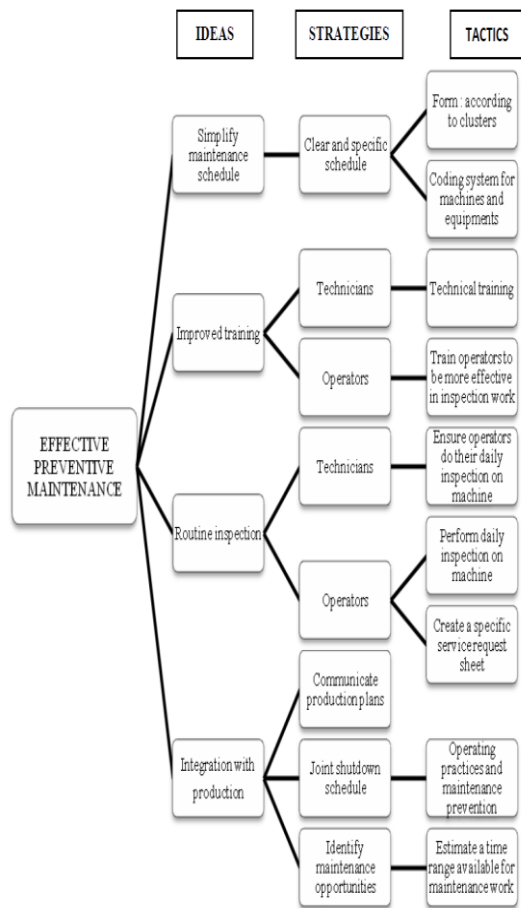 IDEAS
STRATEGIES
TACTICS
EFFECTIVE
PREVENTIVE
MAINTENANCE
Simplify
maintenance
schedule
Clear and specific
schedule
Form : according
to clusters
Coding system for
machines and
equipments
Improved training
Technicians
Technical training
Operators
Train operators to
be more effective
in inspection work
Routine inspection
Technicians
Ensure operators
do their daily
inspection on
machine
Operators
Perform daily
inspection on
machine
Create a specific
service request
sheet
Integration with
production
Communicate
production plans
Joint shutdown
schedule
Operating
practices and
maintenance
prevention
Identify
maintenance
opportunities
Estimate a time
range available for
maintenance work